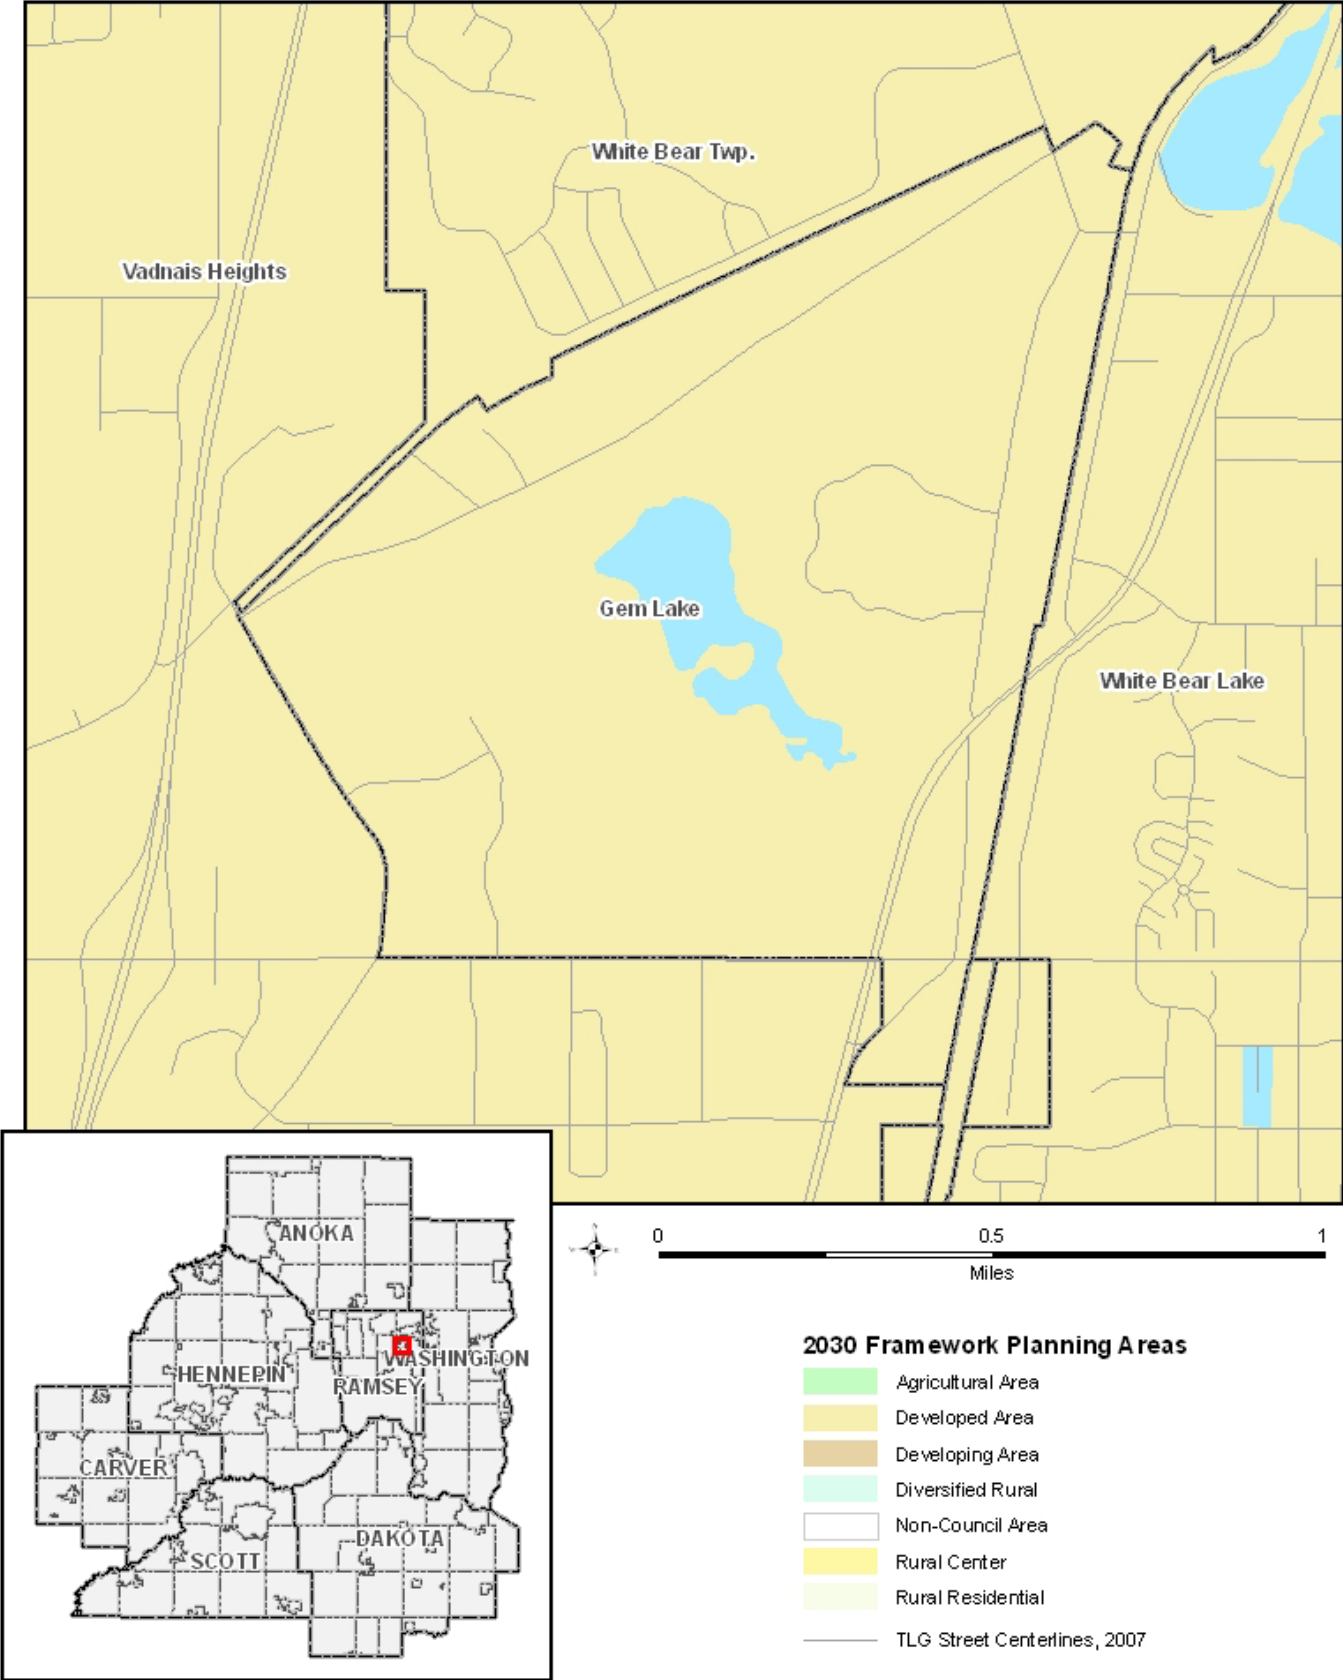 White Bear Twp.
Vadnais Heights
Gem Lake
White Bear Lake
ANOKA
HENNEPIN
WASHINGTON
RAMSEY
CARVER
SCOTT
DAKOTA
0 0.5 1
Miles
2030 Framework Planning Areas
Agricultural Area
Developed Area
Developing Area
Diversified Rural
Non-Council Area
Rural Center
Rural Residential
TLG Street Centerlines, 2007